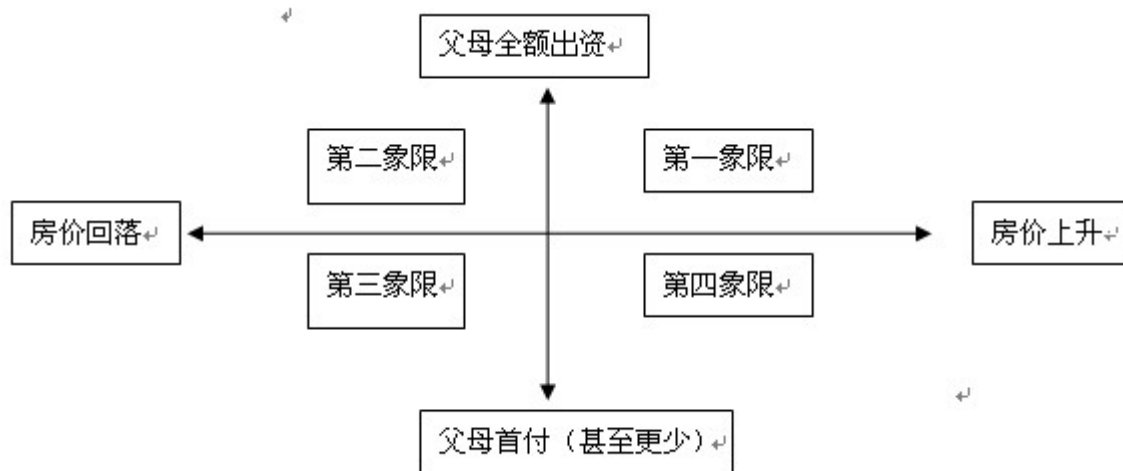 父母全额出资
第二象限
第一象限
房价回落
房价上升
第三象限
第四象限
父母首付（甚至更少）